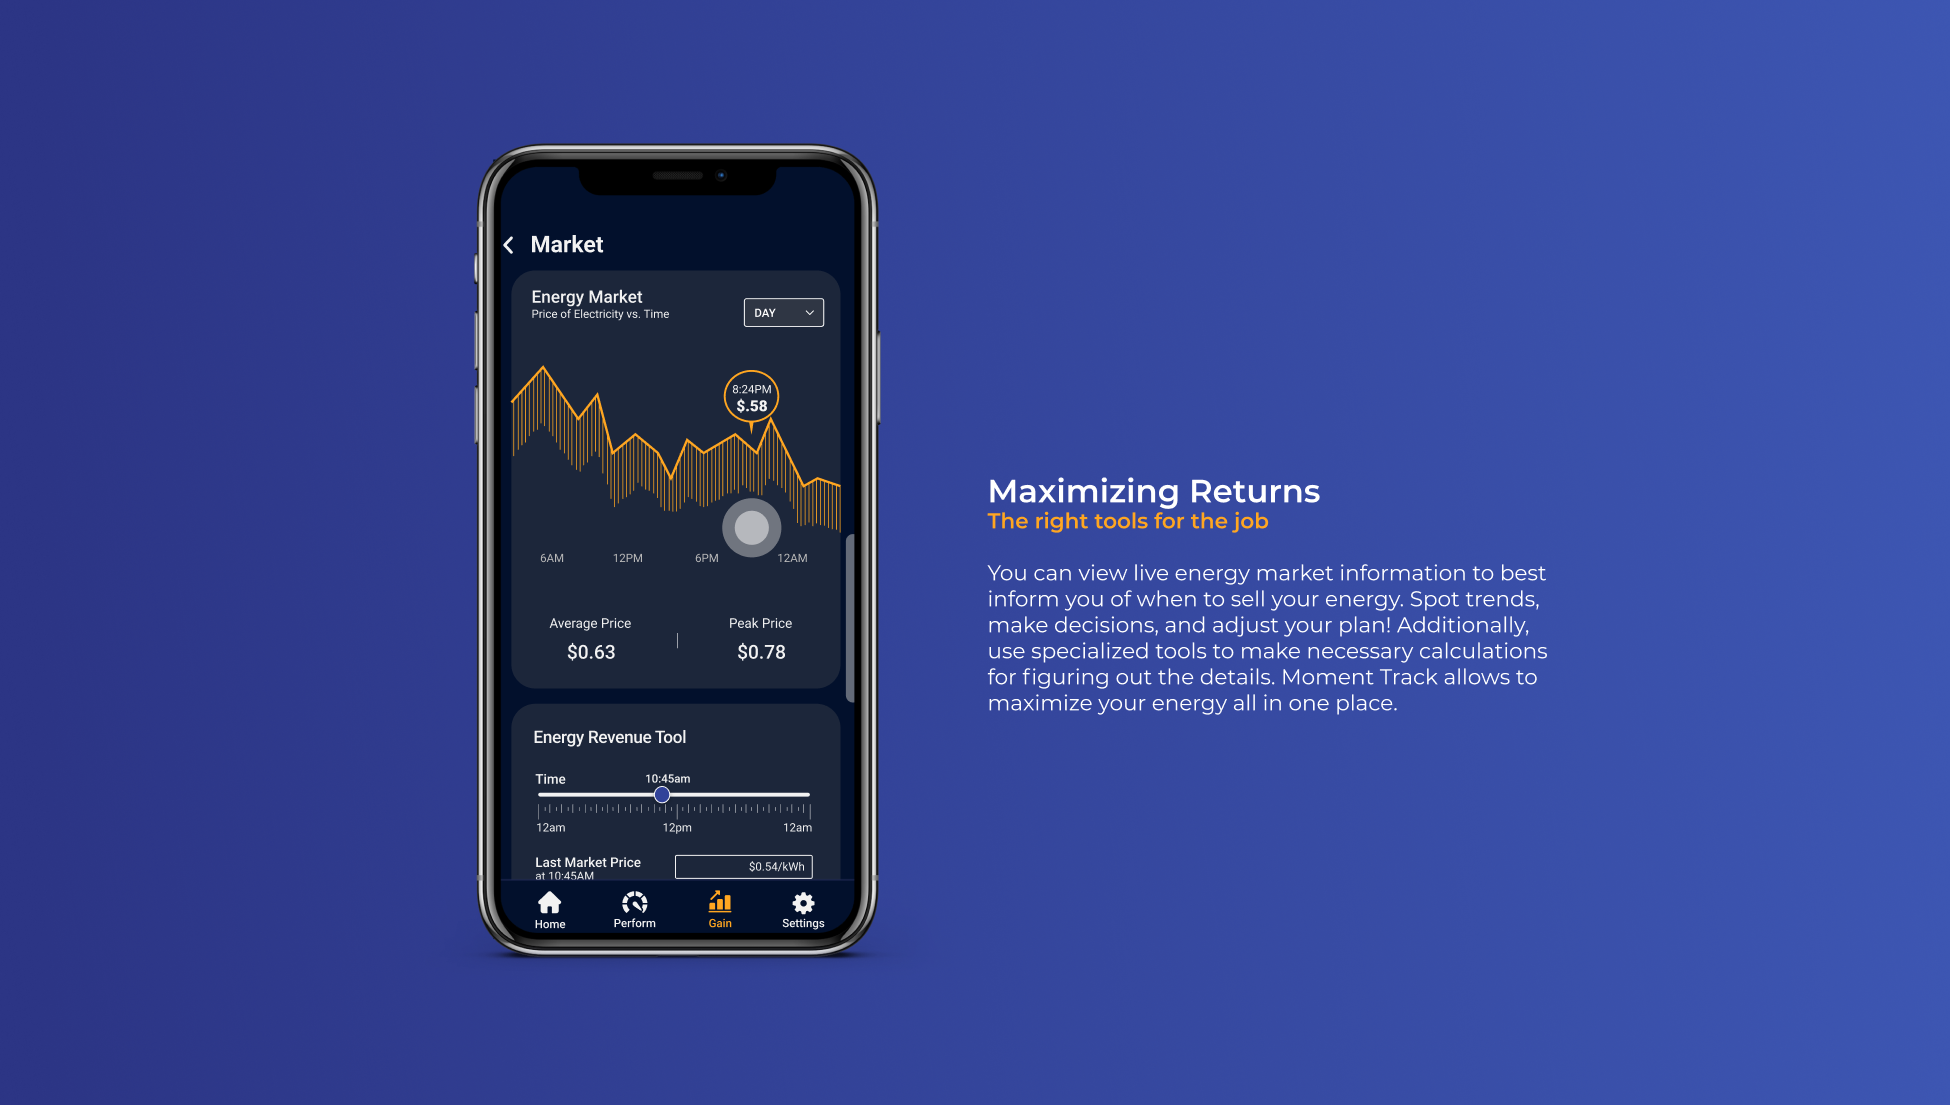 Market
Energy Market
Price of Electricity vs. Time
DAY
8:24PM
$.58
6AM 12PM 6PM 12AM
Average Price Peak Price
$0.63 $0.78
Energy Revenue Tool
Time 10:45am
12am 12pm 12am
Last Market Price $0.54/kWh
at 10:45AM
Home Perform Gain Settings
Maximizing Returns
The right tools for the job
You can view live energy market information to best
inform you of when to sell your energy. Spot trends,
make decisions, and adjust your plan! Additionally,
use specialized tools to make necessary calculations
for figuring out the details. Moment Track allows to
maximize your energy all in one place.